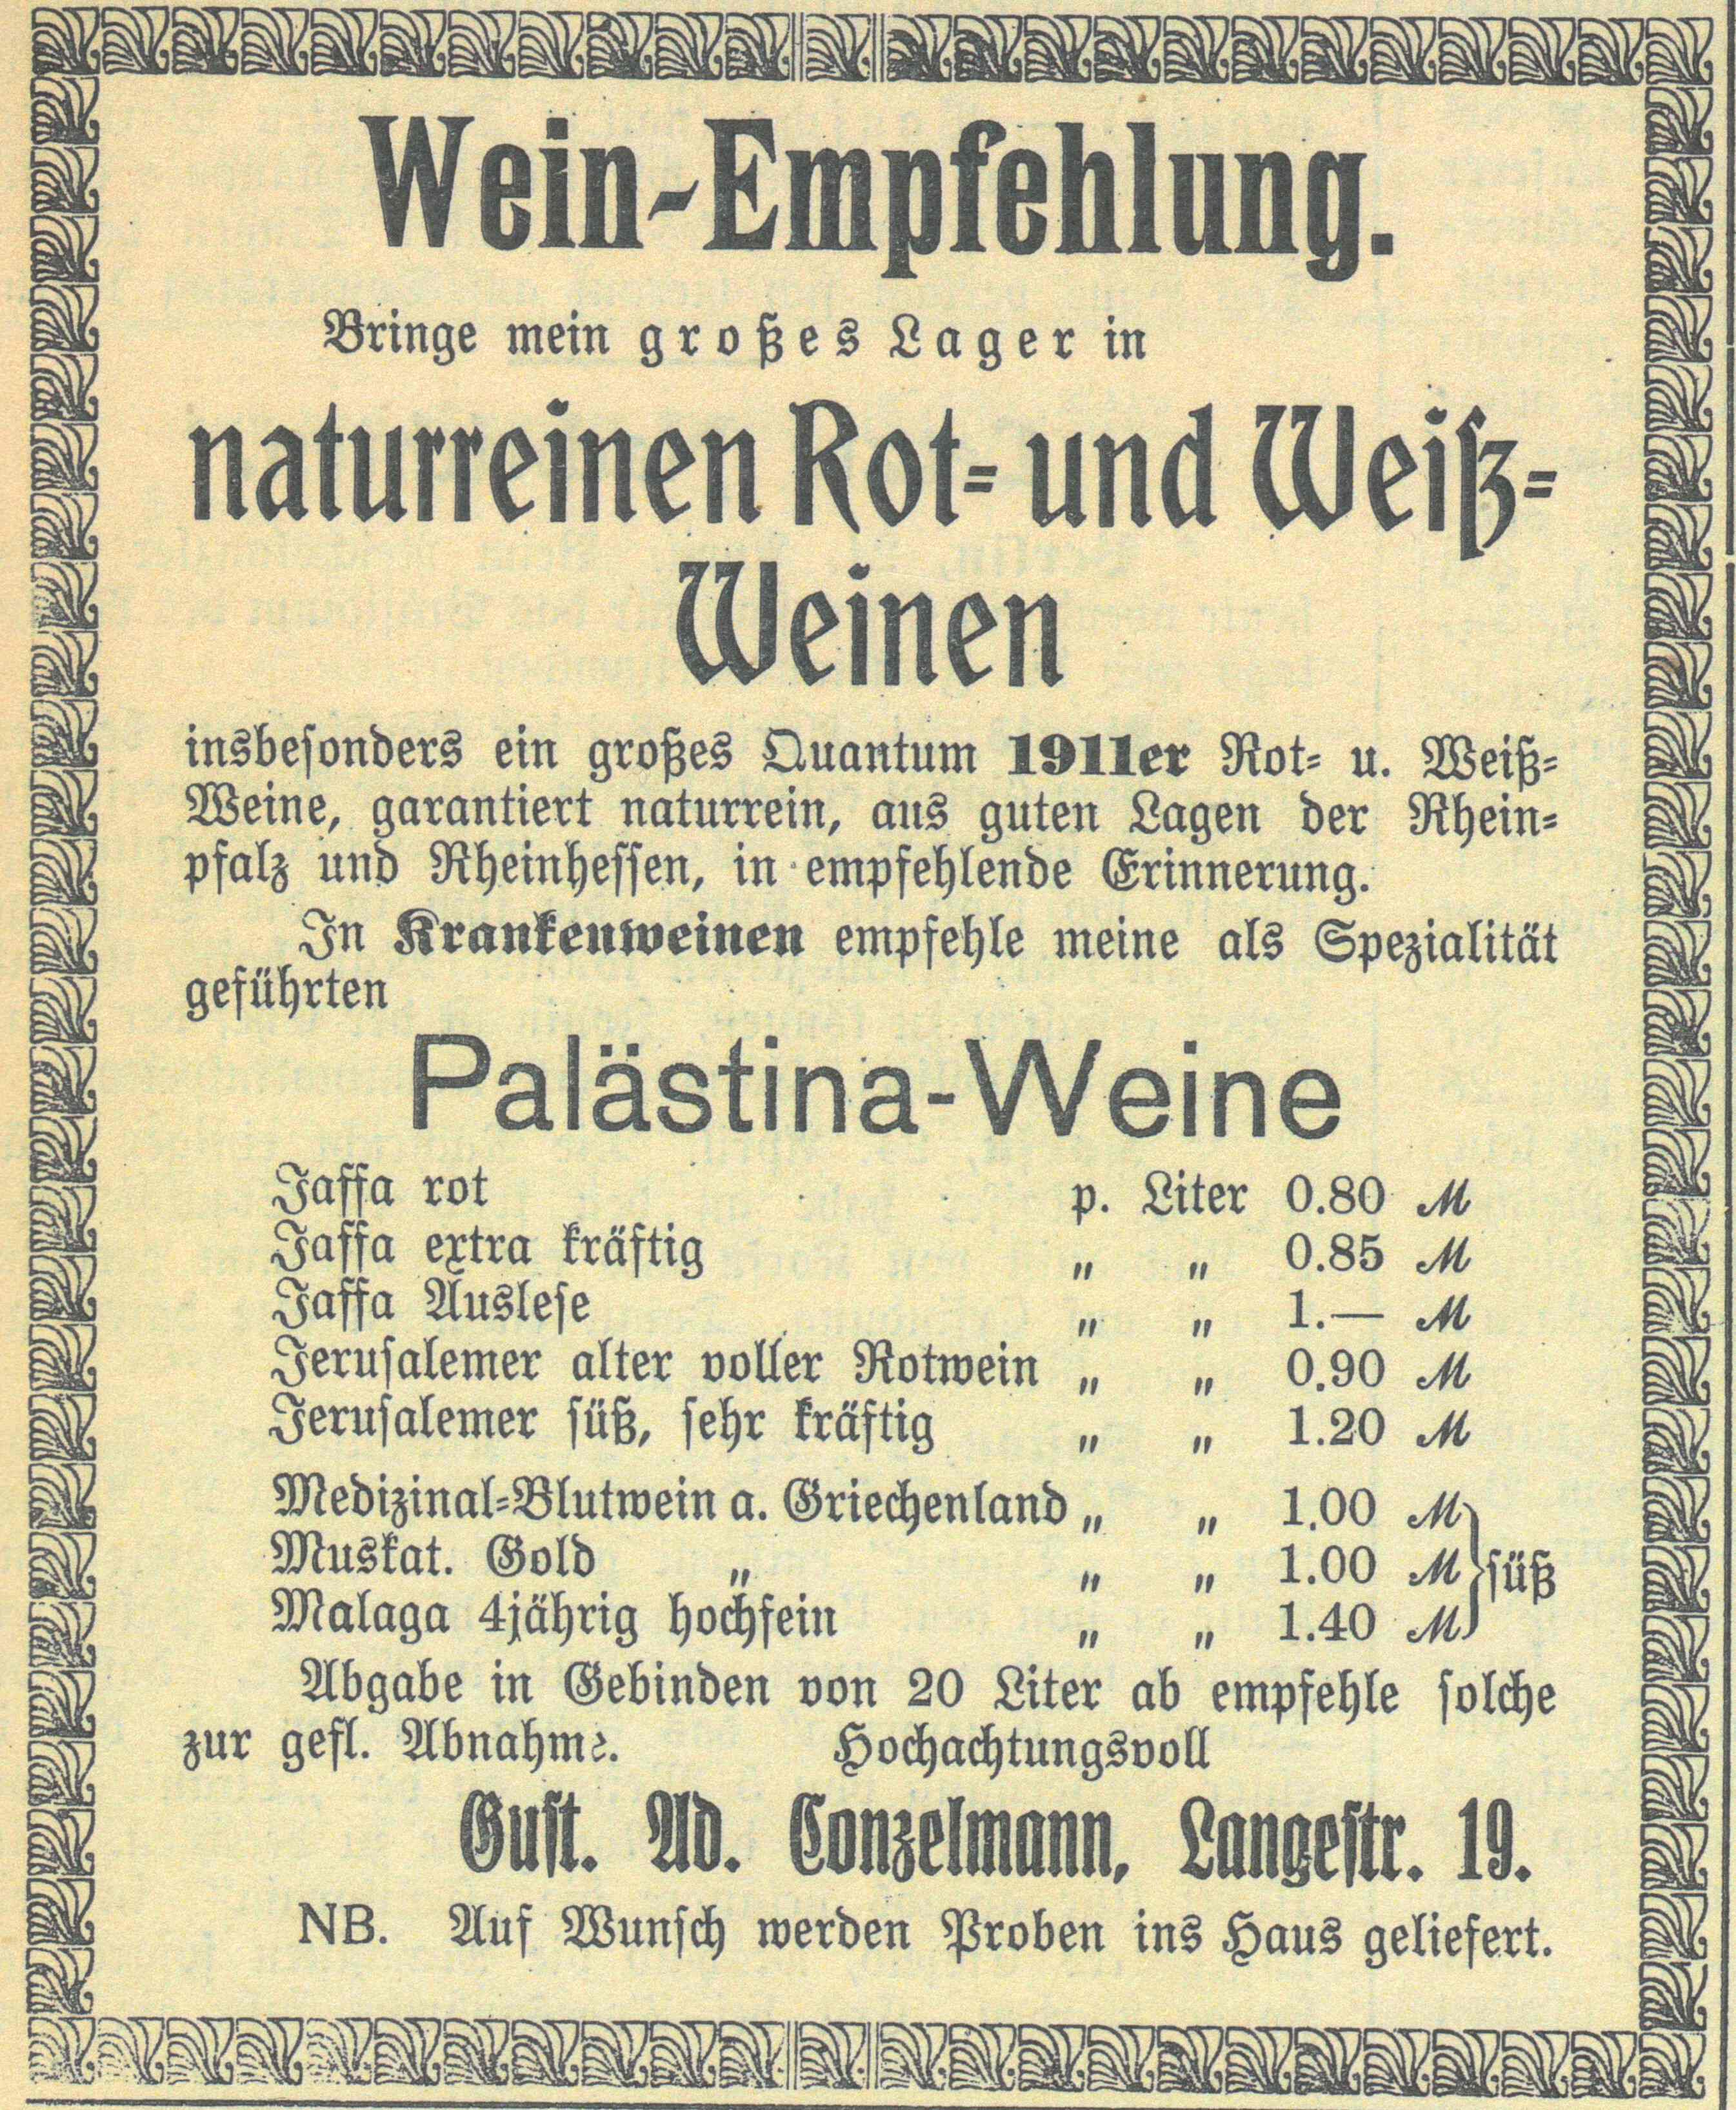 Wein-Empfehlung.
Bringe mein großes Lager in
naturreinen Rot- und Weiß-
Weinen
insbesonders ein großes Quantum 1911er Rot- u. Weiß-
Weine, garantiert naturrein, aus guten Lagen der Rhein-
pfalz und Rheinhessen, in empfehlende Erinnerung.
In Krankenweinen empfehle meine als Spezialität
geführten
Palästina-Weine
Jaffa rot p. Liter 0.80 M
Jaffa extra kräftig „ „ 0.85 M
Jaffa Auslese „ „ 1.— M
Jerusalemer alter voller Rotwein „ „ 0.90 M
Jerusalemer süß, sehr kräftig „ „ 1.20 M
Medizinal-Blutwein a. Griechenland „ „ 1.00 M
Muskat. Gold „ „ „ 1.00 M } süß
Malaga 4jährig hochfein „ „ 1.40 M
Abgabe in Gebinden von 20 Liter ab empfehle solche
zur gefl. Abnahme. Hochachtungsvoll
Gust. Ad. Conzelmann, Langestr. 19.
NB. Auf Wunsch werden Proben ins Haus geliefert.